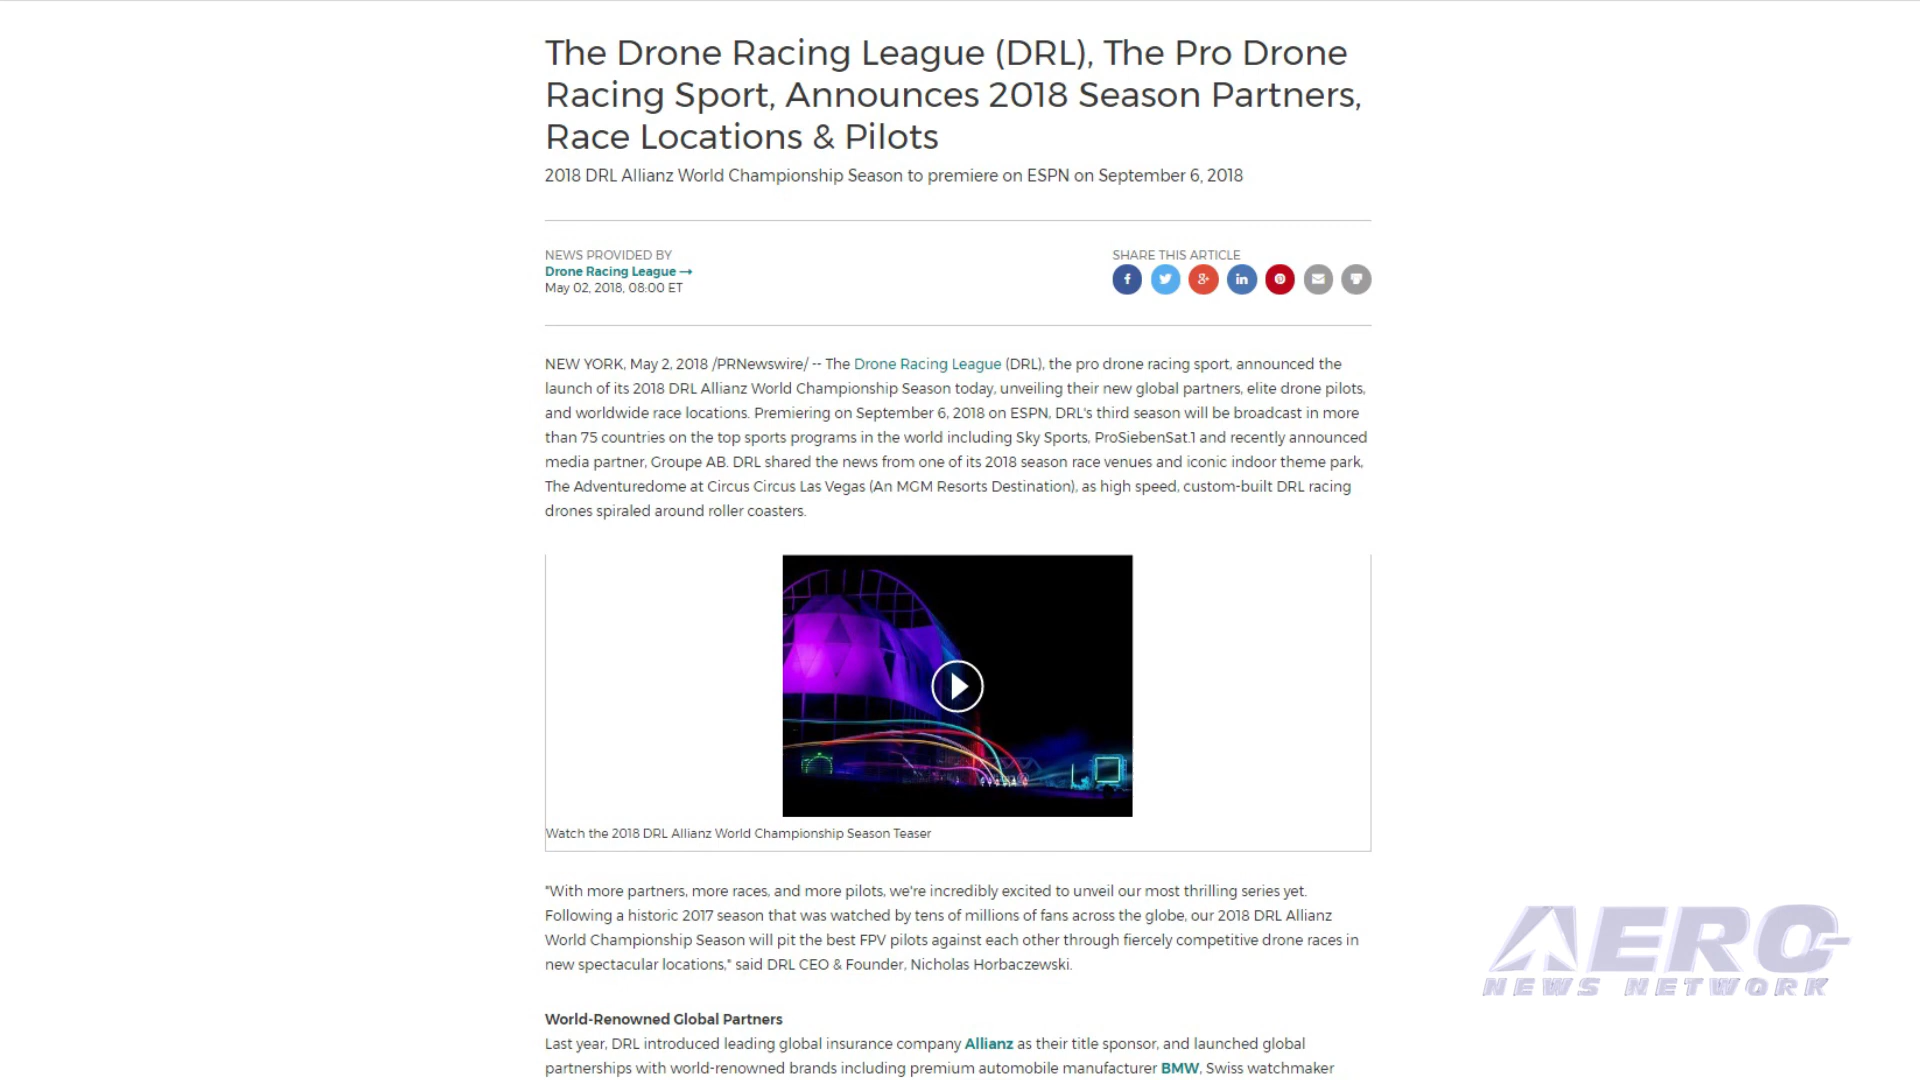 The Drone Racing League (DRL), The Pro Drone
Racing Sport, Announces 2018 Season Partners,
Race Locations & Pilots
2018 DRL Allianz World Championship Season to premiere on ESPN on September 6, 2018
NEWS PROVIDED BY
Drone Racing League →
May 02, 2018, 08:00 ET
SHARE THIS ARTICLE
NEW YORK, May 2, 2018 /PRNewswire/ -- The Drone Racing League (DRL), the pro drone racing sport, announced the
launch of its 2018 DRL Allianz World Championship Season today, unveiling their new global partners, elite drone pilots,
and worldwide race locations. Premiering on September 6, 2018 on ESPN, DRL's third season will be broadcast in more
than 75 countries on the top sports programs in the world including Sky Sports, ProSiebenSat.1 and recently announced
media partner, Groupe AB. DRL shared the news from one of its 2018 season race venues and iconic indoor theme park,
The Adventuredome at Circus Circus Las Vegas (An MGM Resorts Destination), as high speed, custom-built DRL racing
drones spiraled around roller coasters.
Watch the 2018 DRL Allianz World Championship Season Teaser
"With more partners, more races, and more pilots, we're incredibly excited to unveil our most thrilling series yet.
Following a historic 2017 season that was watched by tens of millions of fans across the globe, our 2018 DRL Allianz
World Championship Season will pit the best FPV pilots against each other through fiercely competitive drone races in
new spectacular locations," said DRL CEO & Founder, Nicholas Horbaczewski.
AERO
NEWS NETWORK
World-Renowned Global Partners
Last year, DRL introduced leading global insurance company Allianz as their title sponsor, and launched global
partnerships with world-renowned brands including premium automobile manufacturer BMW, Swiss watchmaker